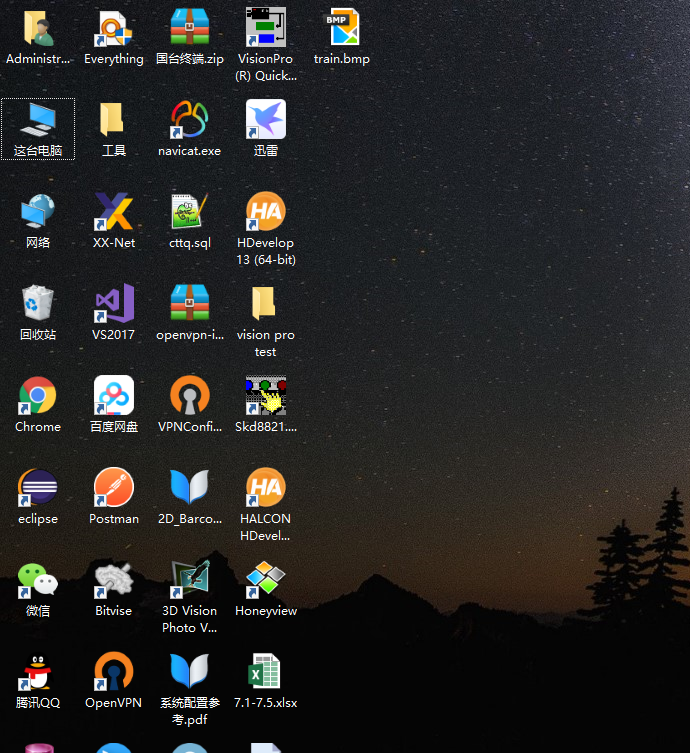 Administr...
Everything
国台终端.zip
VisionPro
(R) Quick...
BMP
train.bmp
这台电脑
工具
navicat.exe
迅雷
网络
XX-Net
cttq.sql
HA
HDevelop
13 (64-bit)
回收站
VS2017
openvpn-i...
vision pro
test
Chrome
百度网盘
VPNConfi...
Skd8821....
eclipse
Postman
2D_Barco...
HA
HALCON
HDevel...
微信
Bitvise
3D Vision
Photo V...
Honeyview
腾讯QQ
OpenVPN
系统配置参
考.pdf
X
7.1-7.5.xlsx